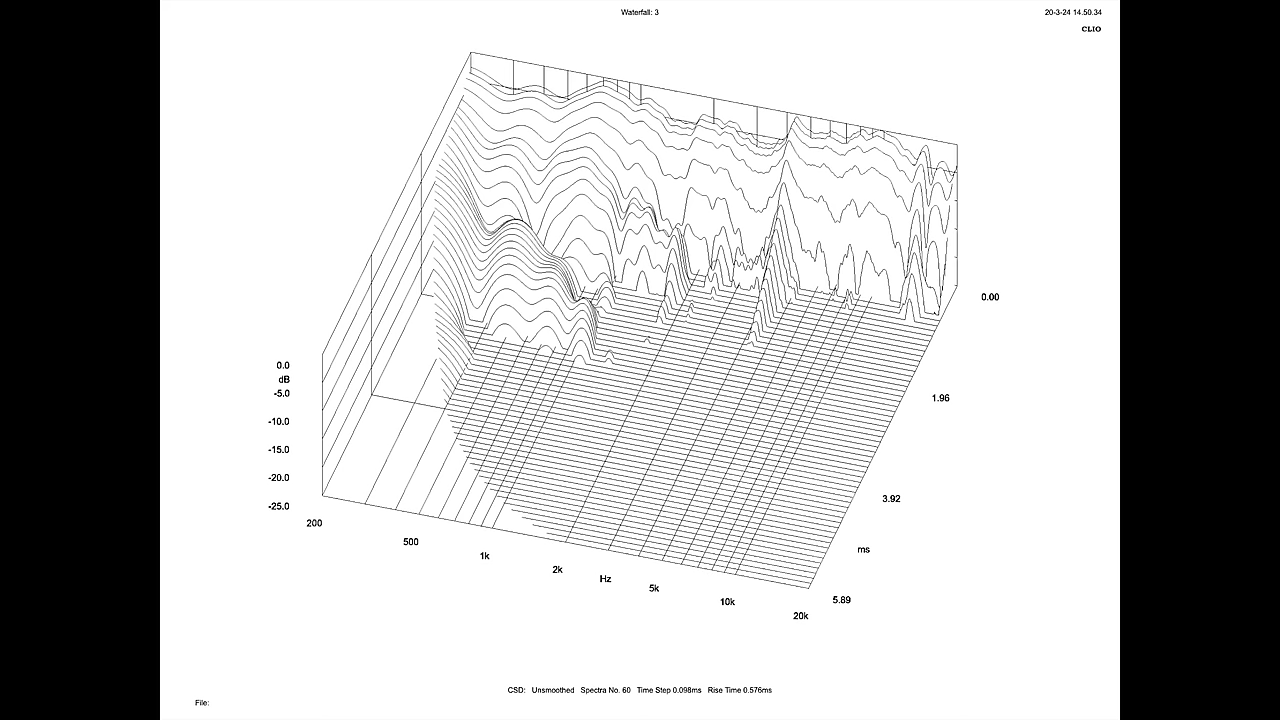 Waterfall: 3
20-3-24 14.50.34
CLIO
0.00
0.0
dB
-5.0
1.96
-10.0
-15.0
-20.0
3.92
-25.0
200
500
ms
1k
2k
Hz
5k
10k
5.89
20k
CSD: Unsmoothed Spectra No. 60 Time Step 0.098ms Rise Time 0.576ms
File: